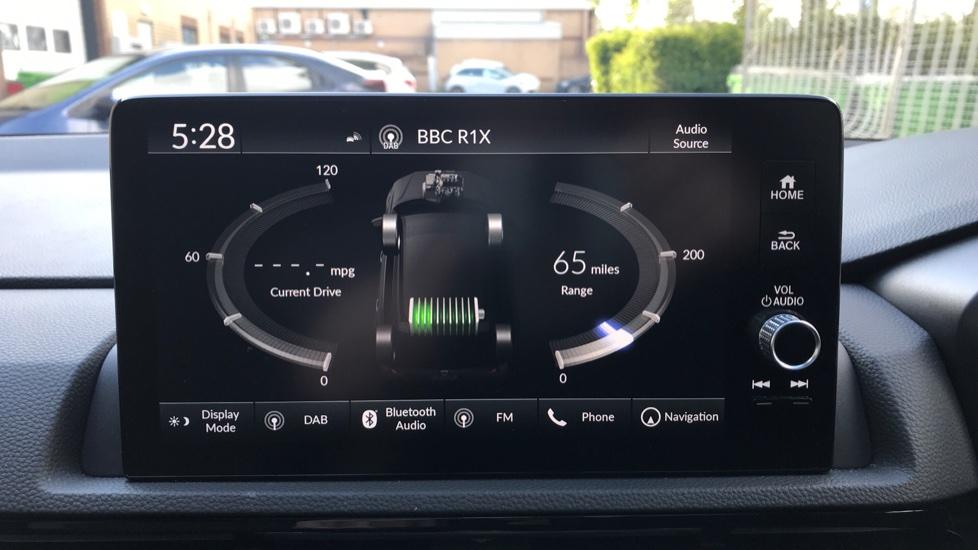 5:28
DAB
BBC R1X
Audio
Source
120
60
- - - . - mpg
Current Drive
0
65 miles
Range
200
0
HOME
BACK
VOL
AUDIO
Display
Mode
DAB
Bluetooth
Audio
FM
Phone
Navigation